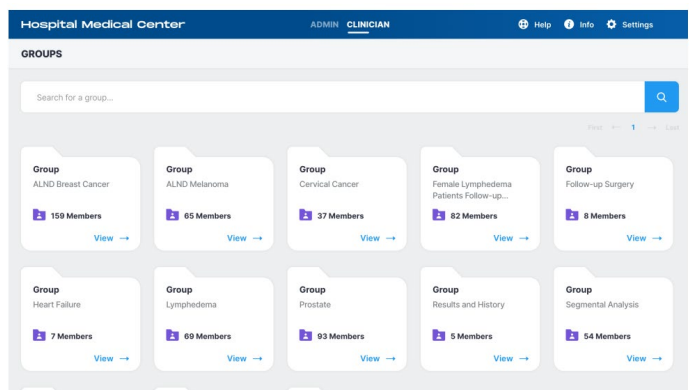 Hospital Medical Center
ADMIN CLINICIAN
Help Info Settings
GROUPS
Search for a group...
First ← 1 → Last
Group
ALND Breast Cancer
159 Members
View →
Group
ALND Melanoma
65 Members
View →
Group
Cervical Cancer
37 Members
View →
Group
Female Lymphedema
Patients Follow-up...
82 Members
View →
Group
Follow-up Surgery
8 Members
View →
Group
Heart Failure
7 Members
View →
Group
Lymphedema
69 Members
View →
Group
Prostate
93 Members
View →
Group
Results and History
5 Members
View →
Group
Segmental Analysis
54 Members
View →